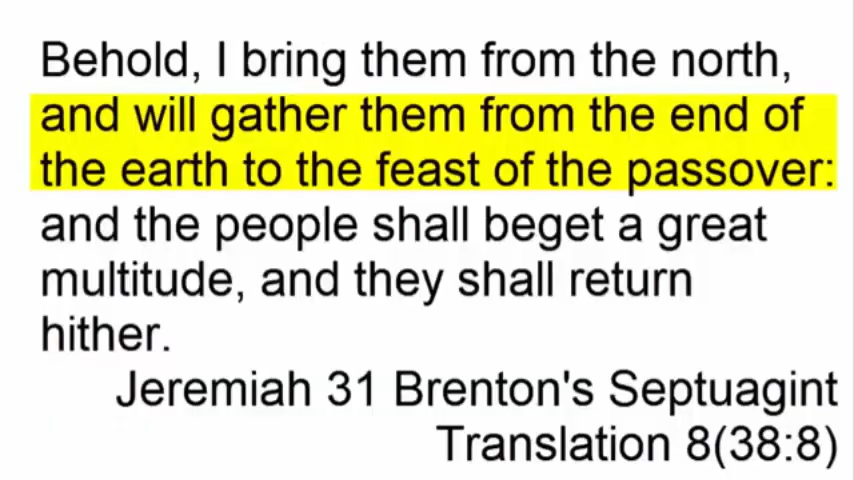 Behold, I bring them from the north,
and will gather them from the end of
the earth to the feast of the passover:
and the people shall beget a great
multitude, and they shall return
hither.
Jeremiah 31 Brenton's Septuagint
Translation 8(38:8)